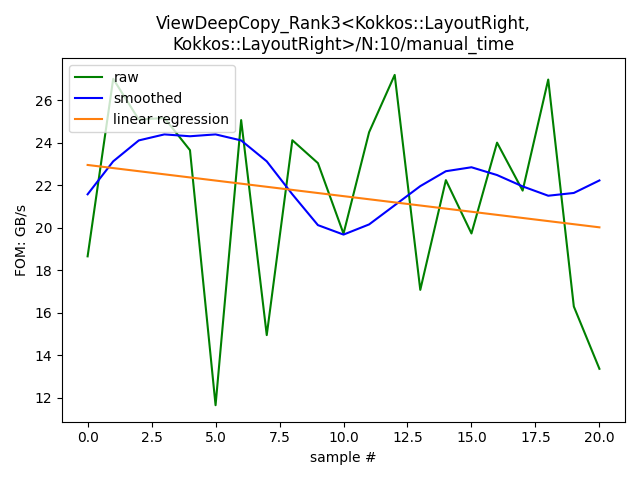 ViewDeepCopy_Rank3<Kokkos::LayoutRight,
Kokkos::LayoutRight>/N:10/manual_time
raw
smoothed
linear regression
FOM: GB/s
26
24
22
20
18
16
14
12
0.0 2.5 5.0 7.5 10.0 12.5 15.0 17.5 20.0
sample #